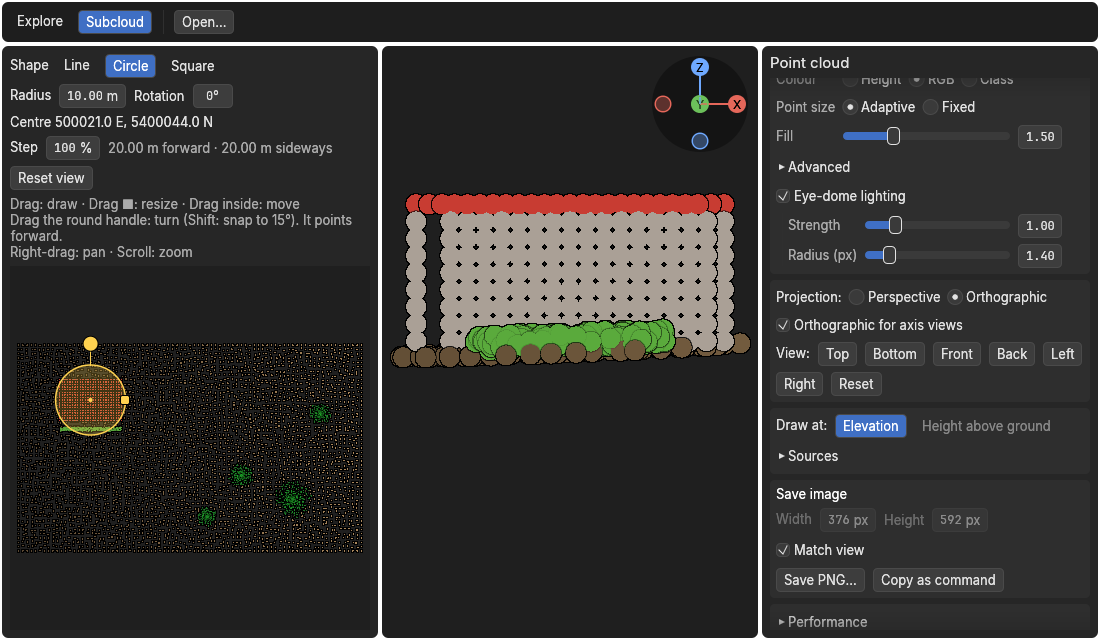 Explore Subcloud Open...
Shape Line Circle Square
Radius 10.00 m Rotation 0°
Centre 500021.0 E, 5400044.0 N
Step 100 % 20.00 m forward · 20.00 m sideways
Reset view
Drag: draw · Drag ■: resize · Drag inside: move
Drag the round handle: turn (Shift: snap to 15°). It points
forward.
Right-drag: pan · Scroll: zoom
Z
Y
X
Point cloud
Colour Height RGB Class
Point size Adaptive Fixed
Fill 1.50
▸ Advanced
Eye-dome lighting
Strength 1.00
Radius (px) 1.40
Projection: Perspective Orthographic
Orthographic for axis views
View: Top Bottom Front Back Left
Right Reset
Draw at: Elevation Height above ground
▸ Sources
Save image
Width 376 px Height 592 px
Match view
Save PNG... Copy as command
▸ Performance